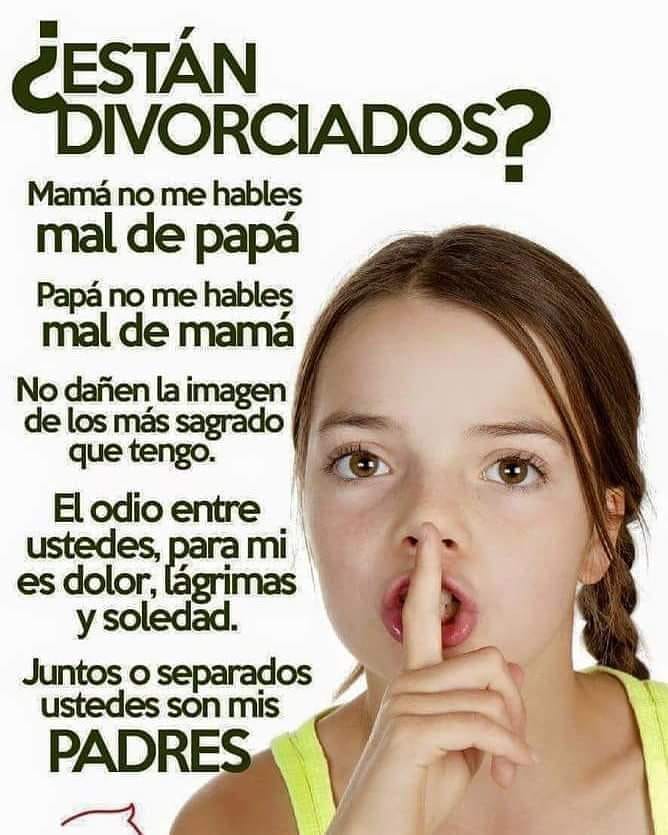 ¿ESTÁN
DIVORCIADOS?
Mamá no me hables
mal de papá
Papá no me hables
mal de mamá
No dañen la imagen
de los más sagrado
que tengo.
El odio entre
ustedes, para mi
es dolor, lágrimas
y soledad.
Juntos o separados
ustedes son mis
PADRES